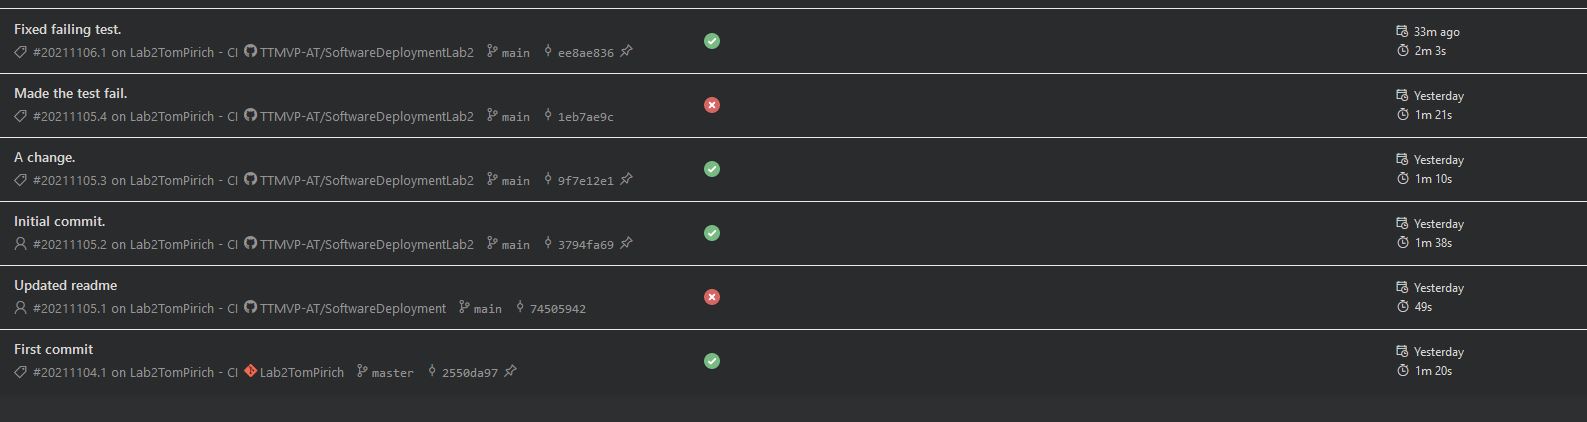 Fixed failing test.
33m ago
#20211106.1 on Lab2TomPirich - CI TTMVP-AT/SoftwareDeploymentLab2 main ee8ae836
2m 3s
Made the test fail.
Yesterday
#20211105.4 on Lab2TomPirich - CI TTMVP-AT/SoftwareDeploymentLab2 main 1eb7ae9c
1m 21s
A change.
Yesterday
#20211105.3 on Lab2TomPirich - CI TTMVP-AT/SoftwareDeploymentLab2 main 9f7e12e1
1m 10s
Initial commit.
Yesterday
#20211105.2 on Lab2TomPirich - CI TTMVP-AT/SoftwareDeploymentLab2 main 3794fa69
1m 38s
Updated readme
Yesterday
#20211105.1 on Lab2TomPirich - CI TTMVP-AT/SoftwareDeployment main 74505942
49s
First commit
Yesterday
#20211104.1 on Lab2TomPirich - CI Lab2TomPirich master 2550da97
1m 20s